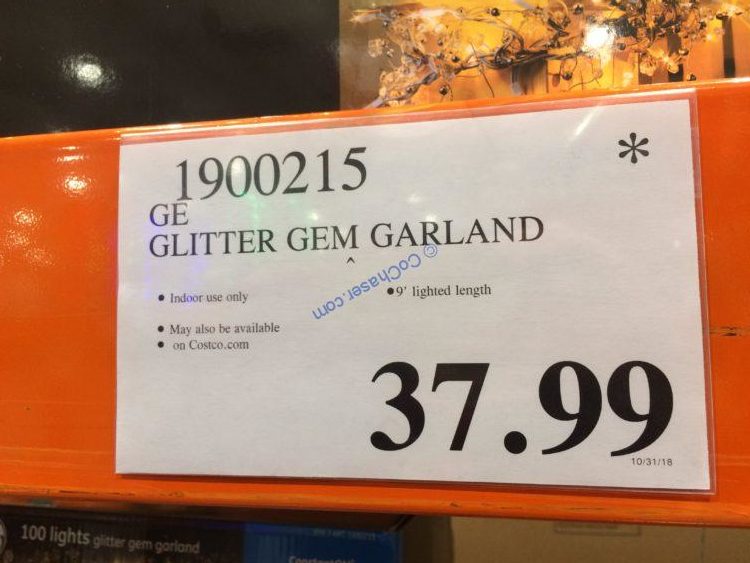 1900215
*
GE
GLITTER GEM GARLAND
^
• Indoor use only
• 9' lighted length
• May also be available
• on Costco.com
© CoChaser.com
37.99
10/31/18
100 lights glitter gem garland